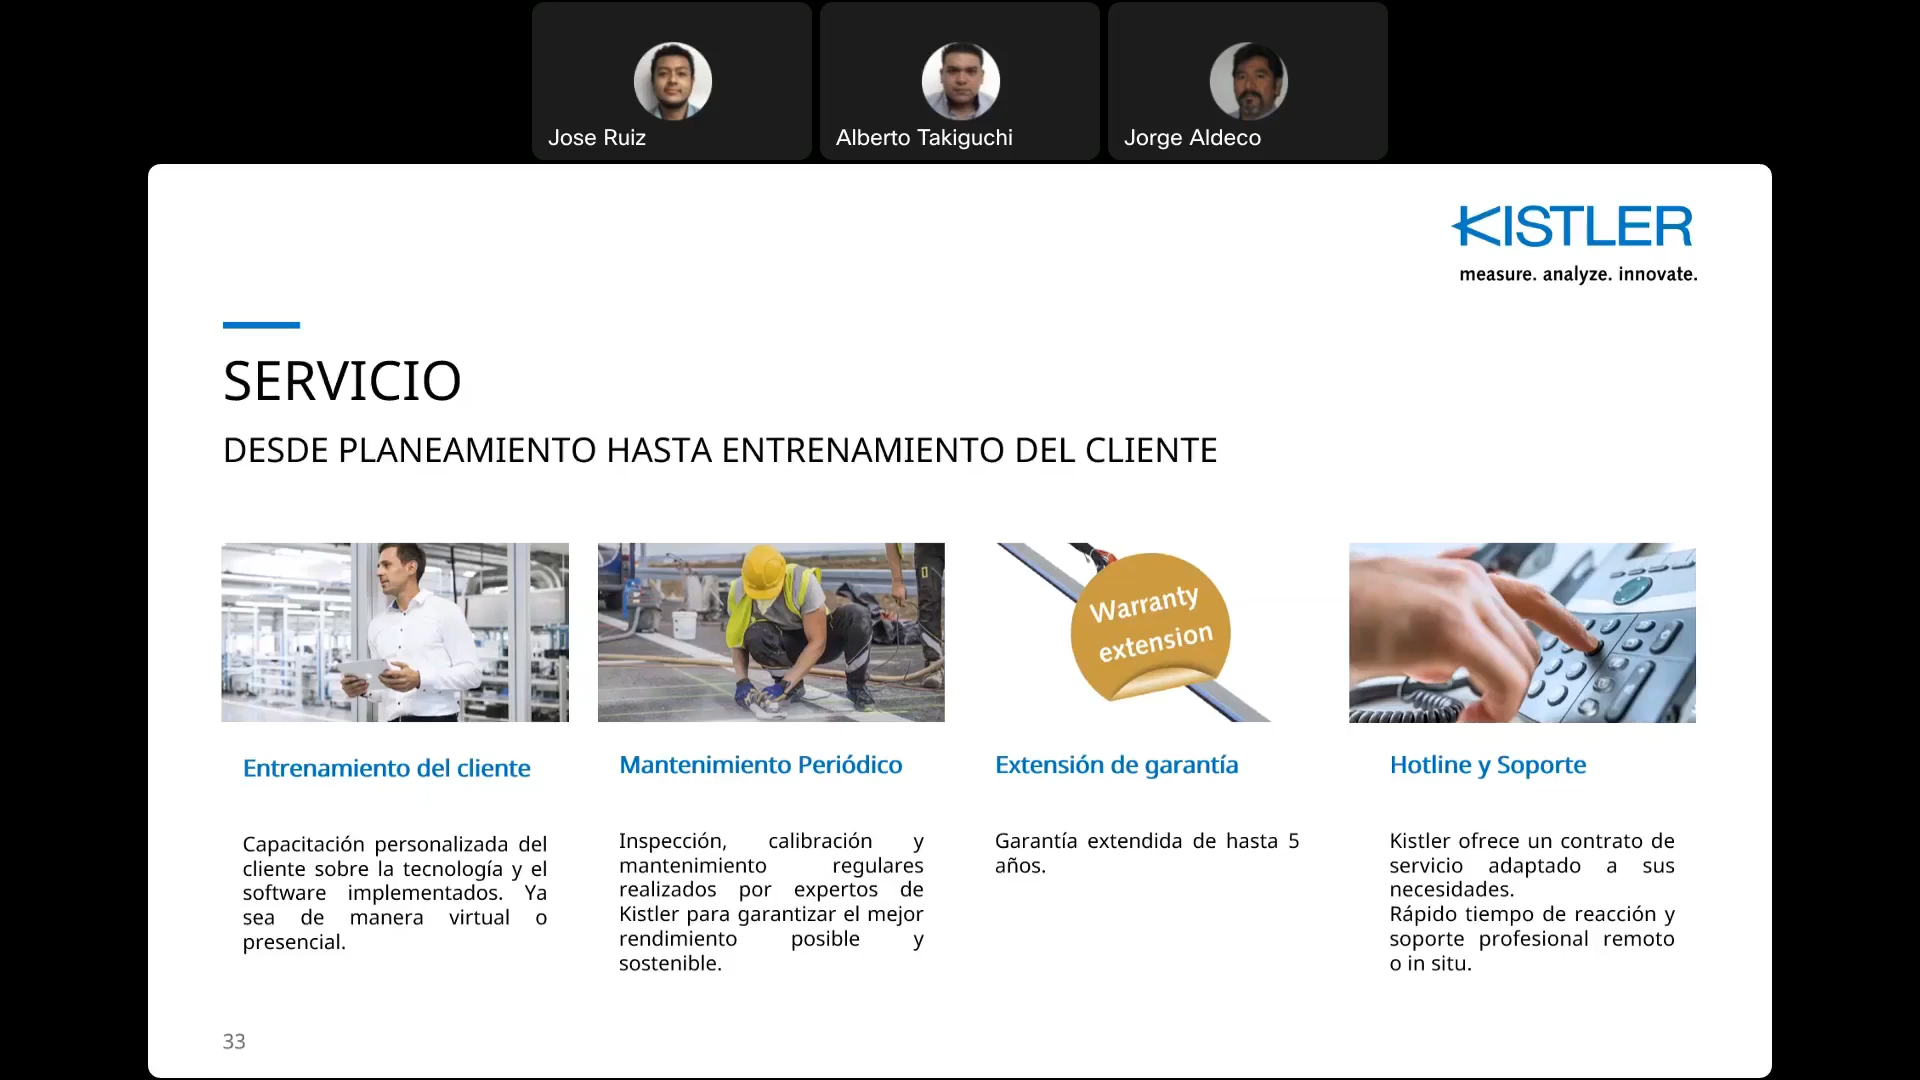 Jose Ruiz
Alberto Takiguchi
Jorge Aldeco
KISTLER
measure. analyze. innovate.
SERVICIO
DESDE PLANEAMIENTO HASTA ENTRENAMIENTO DEL CLIENTE
Warranty
extension
Entrenamiento del cliente
Capacitación personalizada del
cliente sobre la tecnología y el
software implementados. Ya
sea de manera virtual o
presencial.
Mantenimiento Periódico
Inspección, calibración y
mantenimiento regulares
realizados por expertos de
Kistler para garantizar el mejor
rendimiento posible y
sostenible.
Extensión de garantía
Garantía extendida de hasta 5
años.
Hotline y Soporte
Kistler ofrece un contrato de
servicio adaptado a sus
necesidades.
Rápido tiempo de reacción y
soporte profesional remoto
o in situ.
33